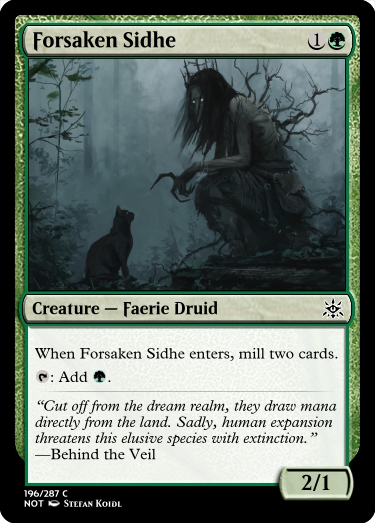 Forsaken Sidhe 1
Creature — Faerie Druid
When Forsaken Sidhe enters, mill two cards.
: Add .
“Cut off from the dream realm, they draw mana
directly from the land. Sadly, human expansion
threatens this elusive species with extinction.”
—Behind the Veil
2/1
196/287 C
NOT Stefan Koidl